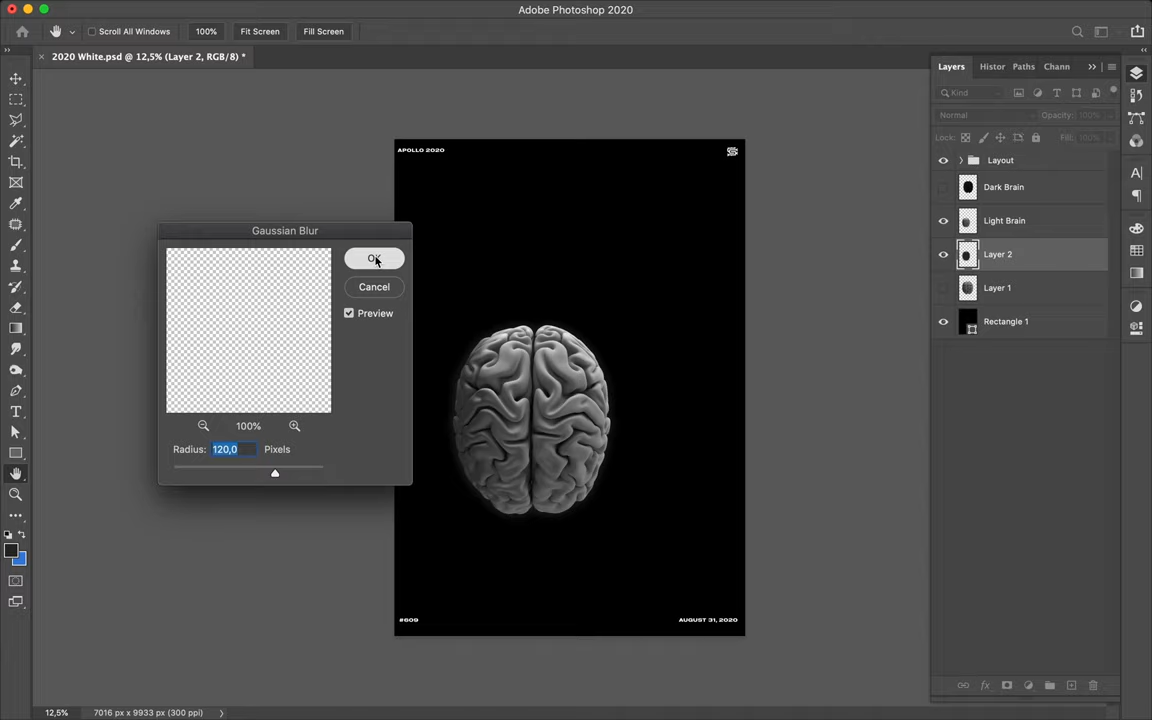 Adobe Photoshop 2020
Scroll All Windows 100% Fit Screen Fill Screen
2020 White.psd @ 12,5% (Layer 2, RGB/8) *
Layers Histor Paths Chann
Kind
Normal Opacity: 100%
Lock: Fill: 100%
Layout
Dark Brain
Light Brain
Layer 2
Layer 1
Rectangle 1
APOLLO 2020
Gaussian Blur
OK
Cancel
Preview
100%
Radius: 120,0 Pixels
#609
AUGUST 31, 2020
12,5% 7016 px x 9933 px (300 ppi)